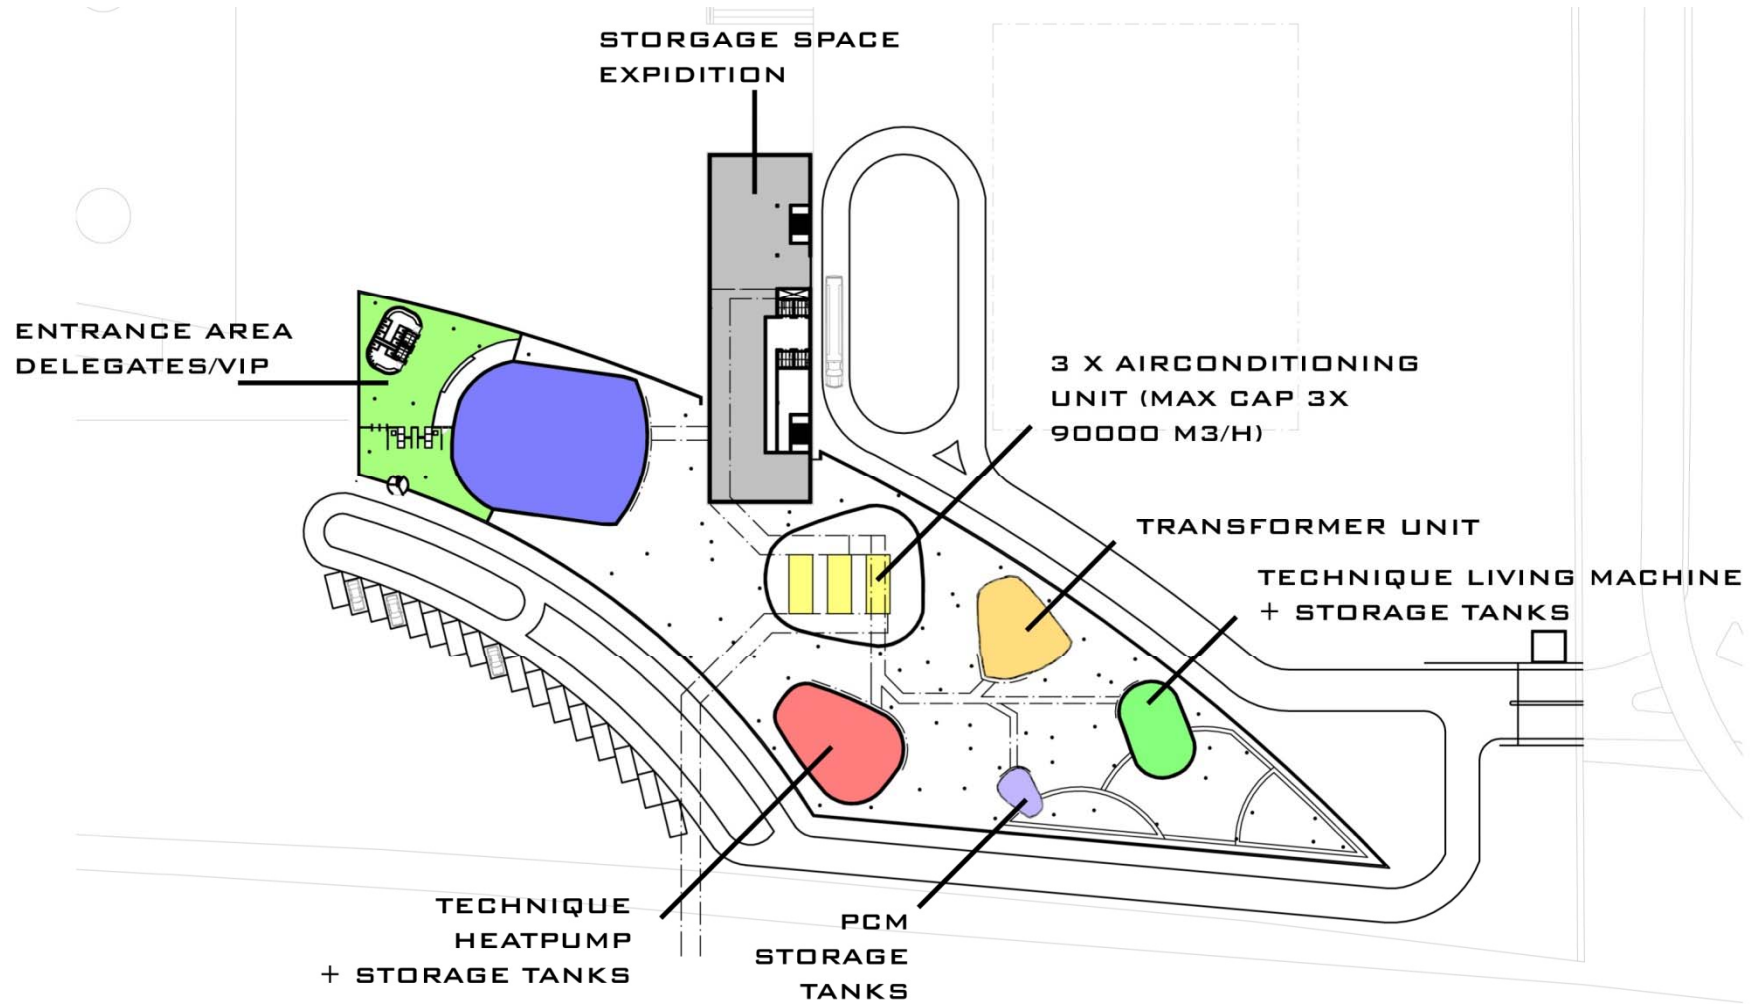 STORGAGE SPACE
EXPIDITION
ENTRANCE AREA
DELEGATES/VIP
3 X AIRCONDITIONING
UNIT (MAX CAP 3X
90000 M3/H)
TRANSFORMER UNIT
TECHNIQUE LIVING MACHINE
+ STORAGE TANKS
TECHNIQUE
HEATPUMP
+ STORAGE TANKS
PCM
STORAGE
TANKS